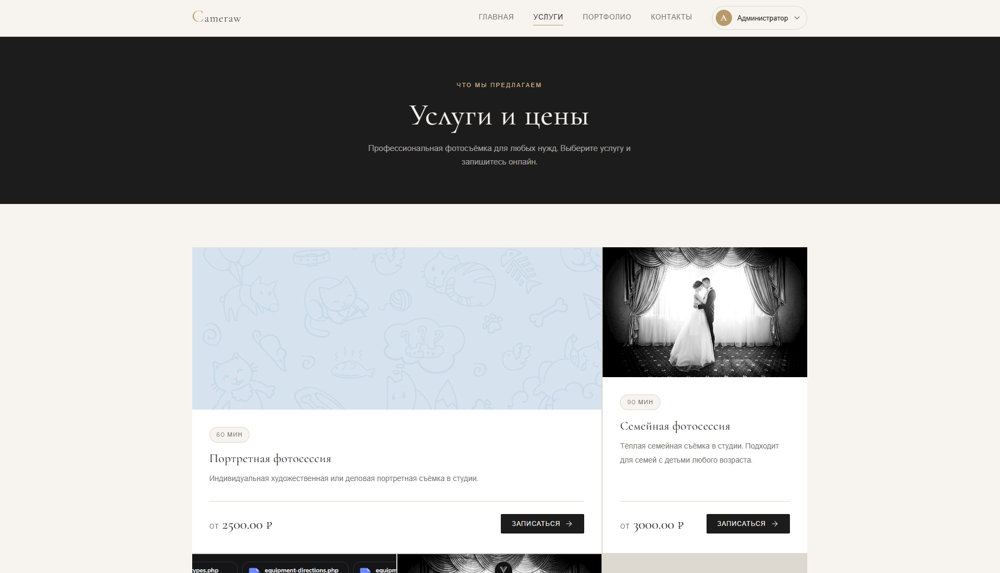 Cameraw
ГЛАВНАЯ
УСЛУГИ
ПОРТФОЛИО
КОНТАКТЫ
А
Администратор
ЧТО МЫ ПРЕДЛАГАЕМ
Услуги и цены
Профессиональная фотосъёмка для любых нужд. Выберите услугу и
запишитесь онлайн.
60 МИН
Портретная фотосессия
Индивидуальная художественная или деловая портретная съёмка в студии.
ОТ 2500.00 ₽
ЗАПИСАТЬСЯ →
90 МИН
Семейная фотосессия
Тёплая семейная съёмка в студии. Подходит
для семей с детьми любого возраста.
ОТ 3000.00 ₽
ЗАПИСАТЬСЯ →
ypes.php
equipment-directions.php
equipm